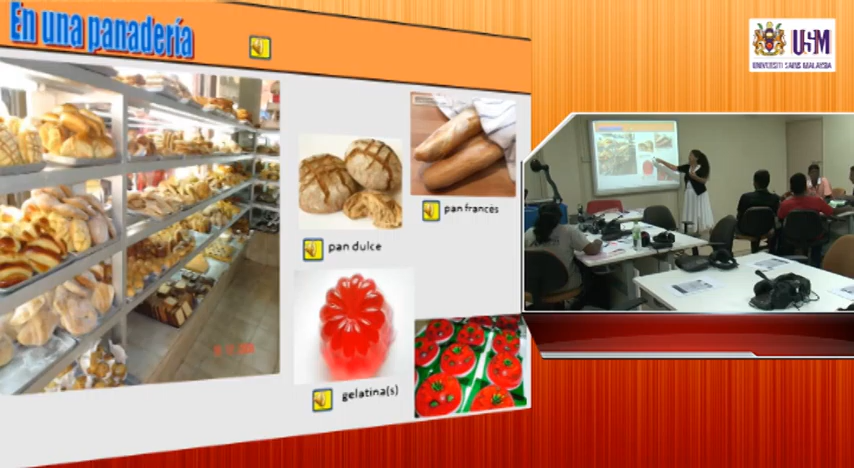 En una panadería
USM
UNIVERSITI SAINS MALAYSIA
pan francés
pan dulce
gelatina(s)